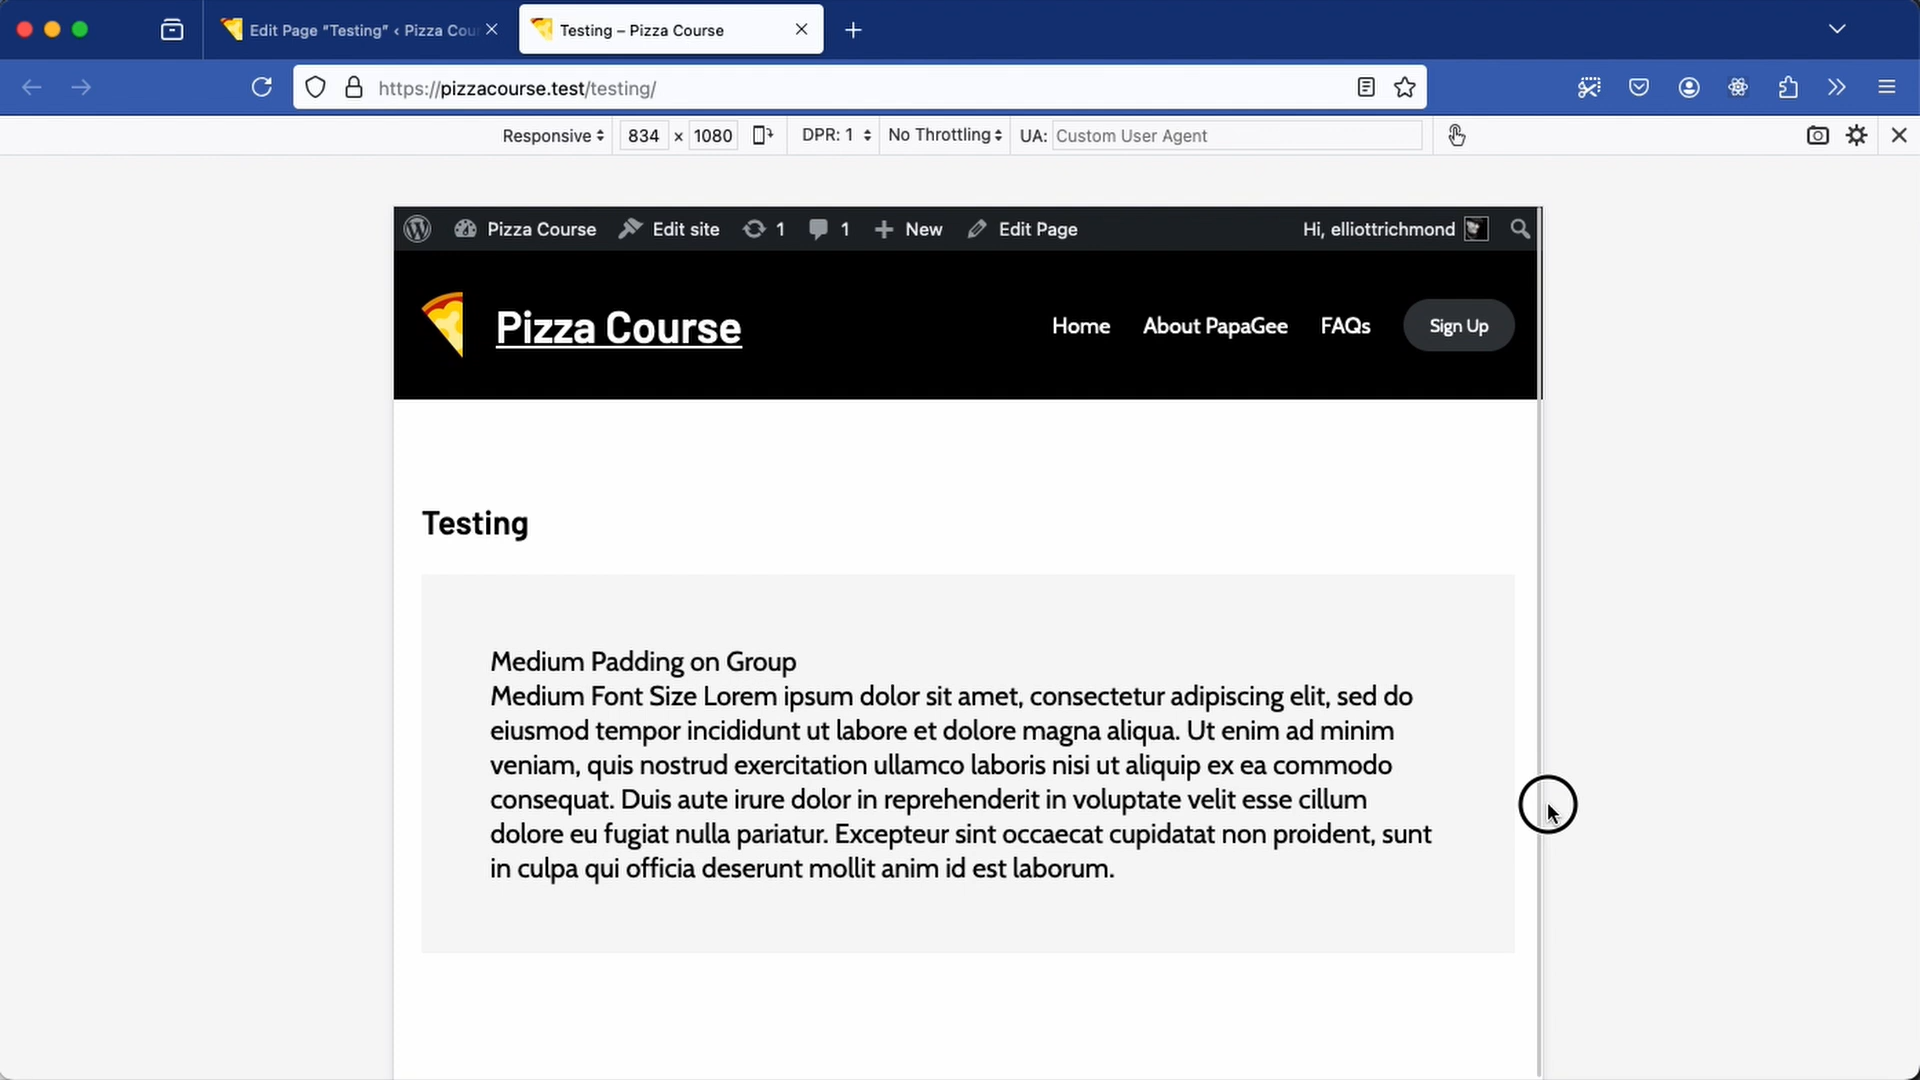 Edit Page "Testing" ‹ Pizza Cou
Testing – Pizza Course
https://pizzacourse.test/testing/
Responsive
834 x 1080
DPR: 1
No Throttling
UA: Custom User Agent
Pizza Course
Edit site
1
1
New
Edit Page
Hi, elliottrichmond
Pizza Course
Home
About PapaGee
FAQs
Sign Up
Testing
Medium Padding on Group
Medium Font Size Lorem ipsum dolor sit amet, consectetur adipiscing elit, sed do
eiusmod tempor incididunt ut labore et dolore magna aliqua. Ut enim ad minim
veniam, quis nostrud exercitation ullamco laboris nisi ut aliquip ex ea commodo
consequat. Duis aute irure dolor in reprehenderit in voluptate velit esse cillum
dolore eu fugiat nulla pariatur. Excepteur sint occaecat cupidatat non proident, sunt
in culpa qui officia deserunt mollit anim id est laborum.